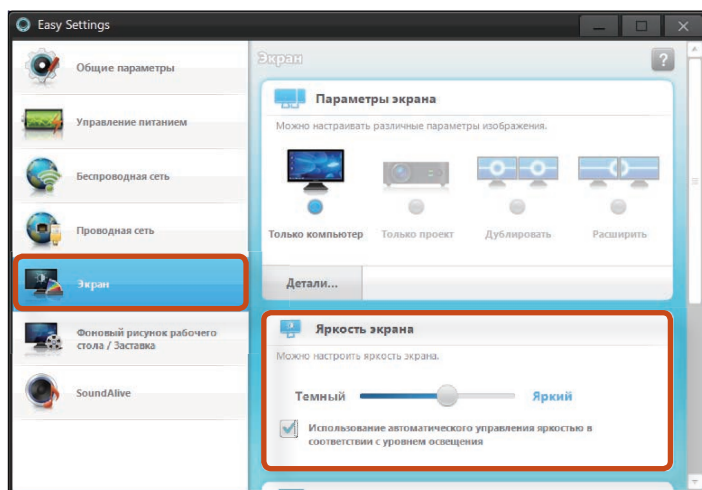 Easy Settings
Общие параметры
Управление питанием
Беспроводная сеть
Проводная сеть
Экран
Фоновый рисунок рабочего
стола / Заставка
SoundAlive
Экран
?
Параметры экрана
Можно настраивать различные параметры изображения.
Только компьютер Только проект Дублировать Расширить
Детали...
Яркость экрана
Можно настроить яркость экрана.
Темный Яркий
Использование автоматического управления яркостью в
соответствии с уровнем освещения